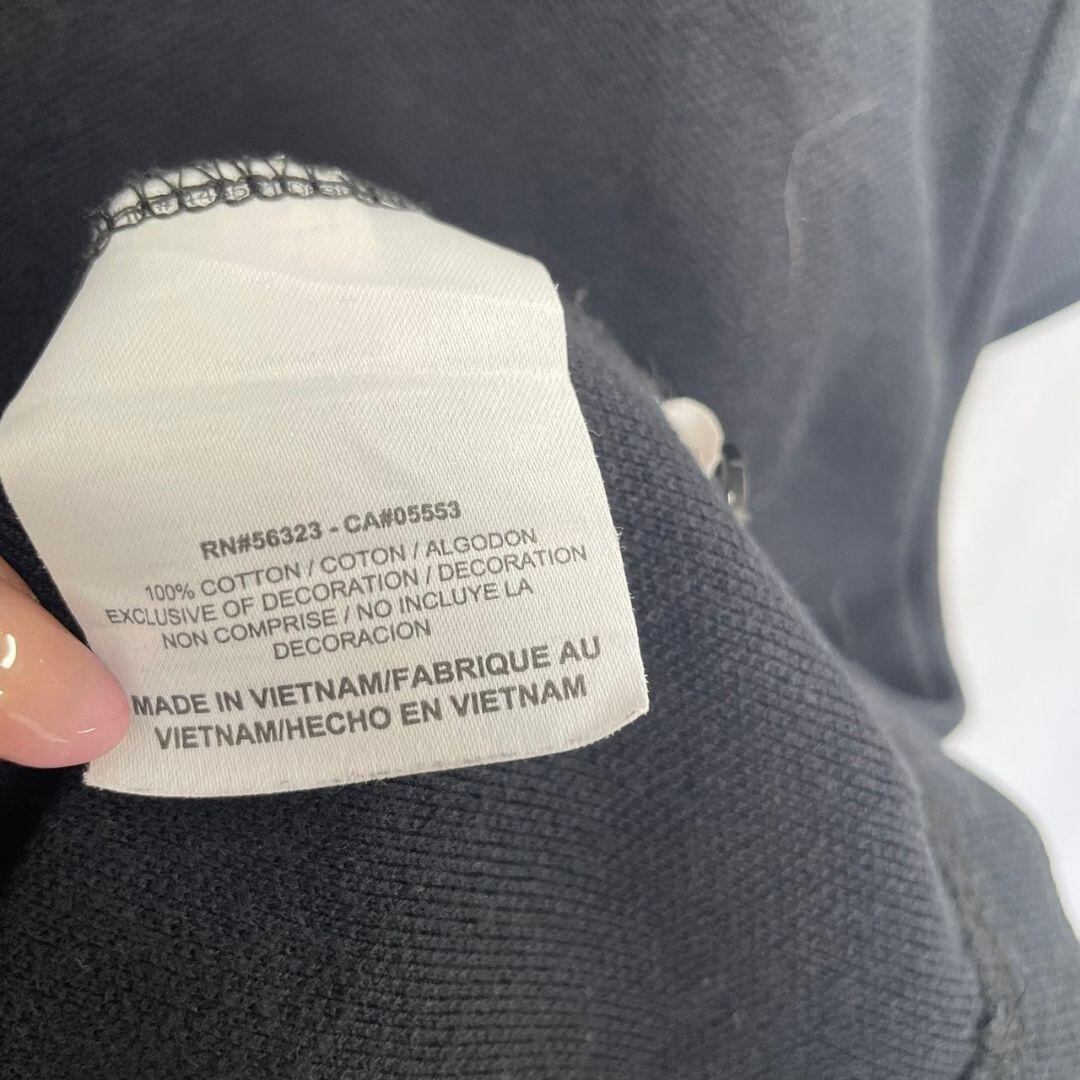 RN#56323 - CA#05553
100% COTTON / COTON / ALGODON
EXCLUSIVE OF DECORATION / DECORATION
NON COMPRISE / NO INCLUYE LA
DECORACION
MADE IN VIETNAM/FABRIQUE AU
VIETNAM/HECHO EN VIETNAM